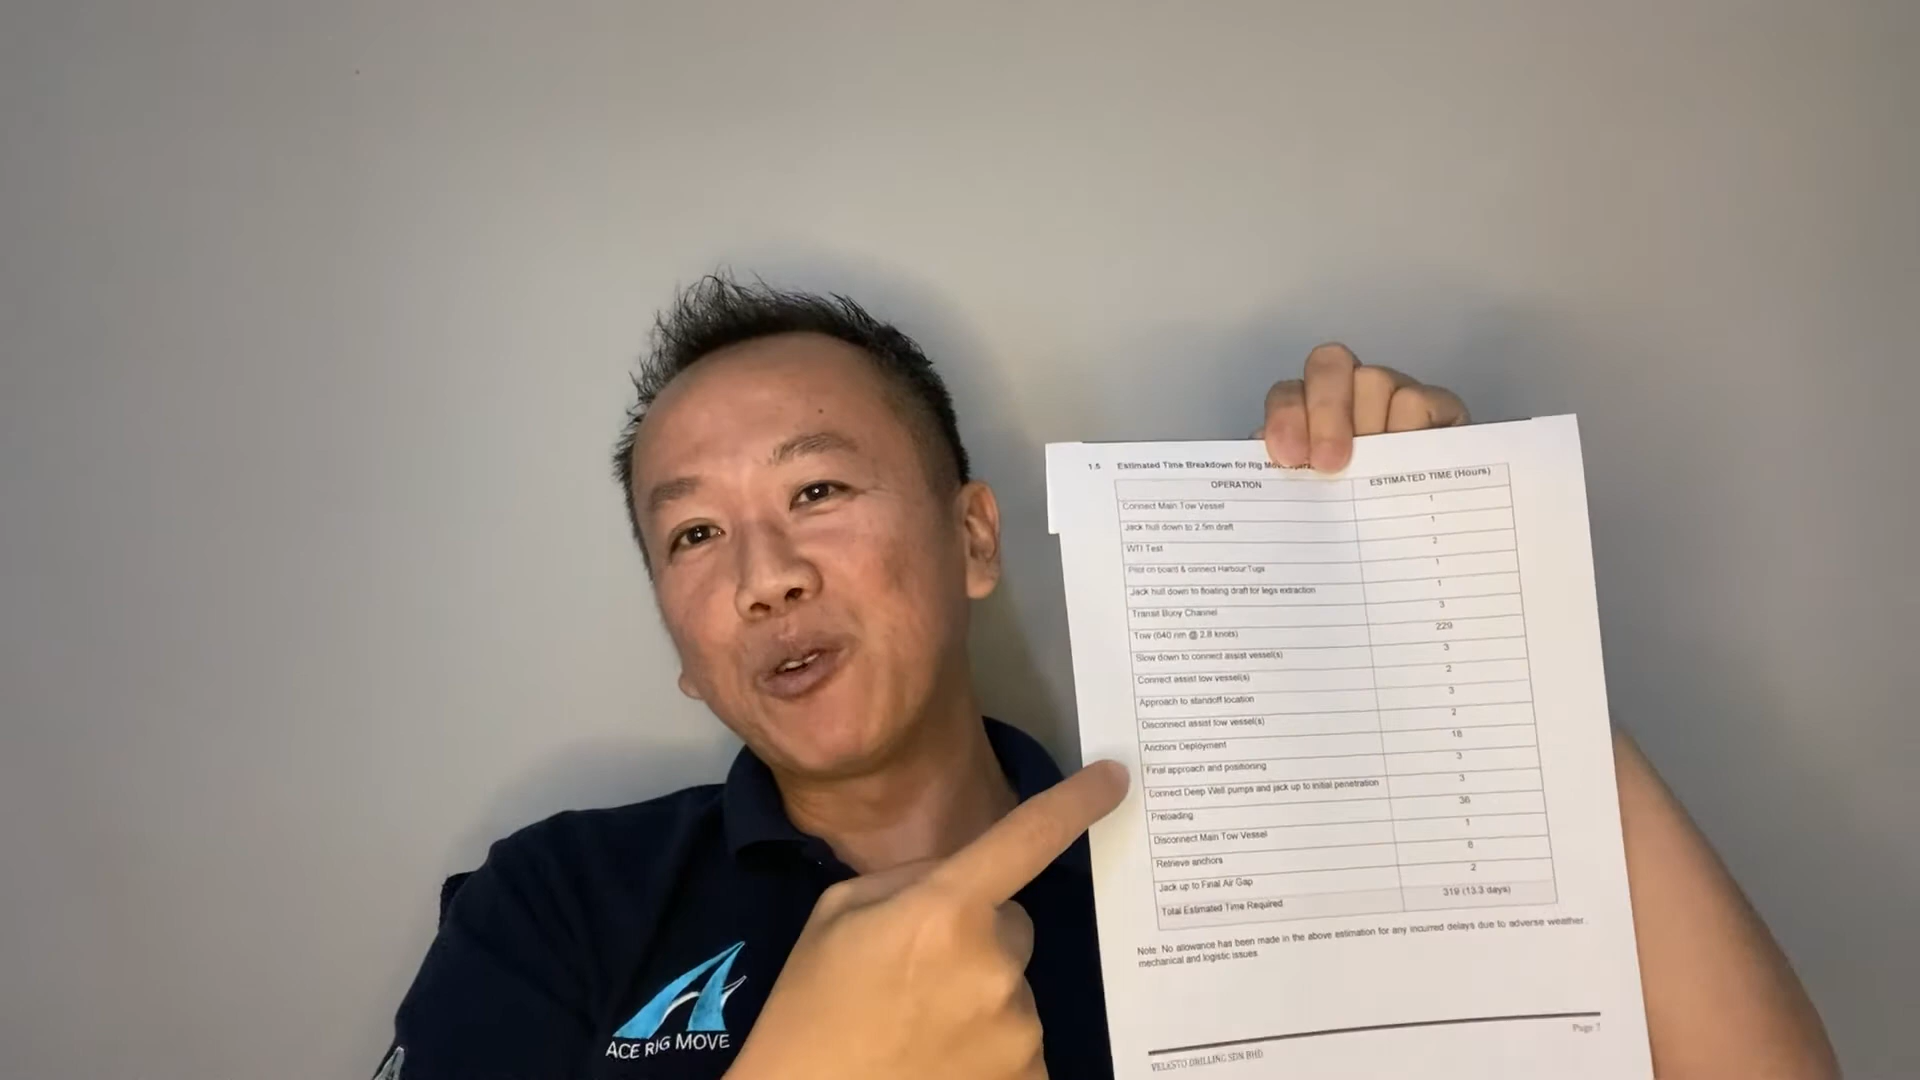 1.5 Estimated Time Breakdown for Rig
OPERATION ESTIMATED TIME (Hours)
Connect Main Tow Vessel 1
Jack hull down to 2.5m draft 1
WTI Test 2
Pilot on board & connect Harbour Tugs 1
Jack hull down to floating draft for legs extraction 1
Transit Buoy Channel 3
Tow (640 nm @ 2.8 knots) 229
Slow down to connect assist vessel(s) 3
Connect assist tow vessel(s) 2
Approach to standoff location 3
Disconnect assist tow vessel(s) 2
Anchors Deployment 18
Final approach and positioning 3
Connect Deep Well pumps and jack up to initial penetration 3
Preloading 36
Disconnect Main Tow Vessel 1
Retrieve anchors 8
Jack up to Final Air Gap 2
Total Estimated Time Required 319 (13.3 days)
Note: No allowance has been made in the above estimation for any incurred delays due to adverse weather,
mechanical and logistic issues
Page 7
VELESTO DRILLING SDN BHD
ACE RIG MOVE